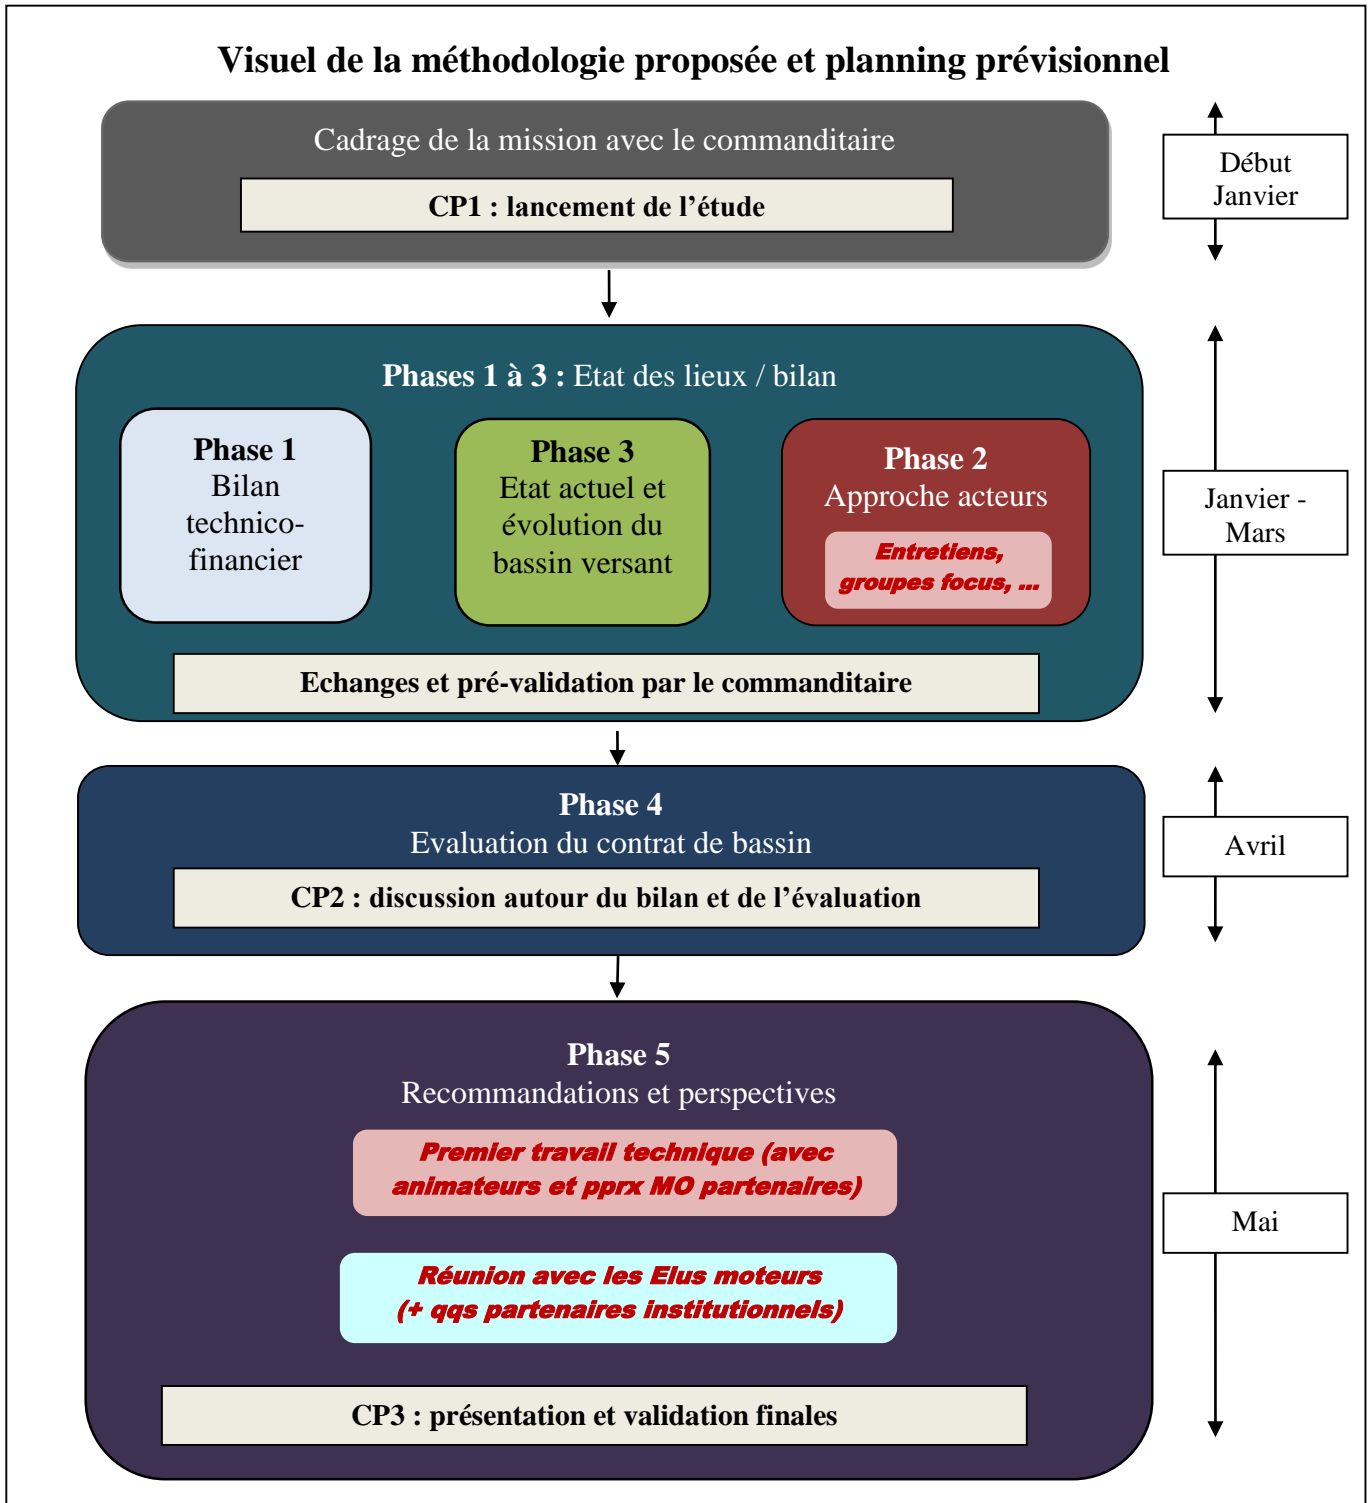 Visuel de la méthodologie proposée et planning prévisionnel
Cadrage de la mission avec le commanditaire
CP1 : lancement de l’étude
Début
Janvier
Phases 1 à 3 : Etat des lieux / bilan
Phase 1
Bilan
technico-
financier
Phase 3
Etat actuel et
évolution du
bassin versant
Phase 2
Approche acteurs
Entretiens,
groupes focus, ...
Echanges et pré-validation par le commanditaire
Janvier -
Mars
Phase 4
Evaluation du contrat de bassin
CP2 : discussion autour du bilan et de l’évaluation
Avril
Phase 5
Recommandations et perspectives
Premier travail technique (avec
animateurs et pprx MO partenaires)
Réunion avec les Elus moteurs
(+ qqs partenaires institutionnels)
CP3 : présentation et validation finales
Mai